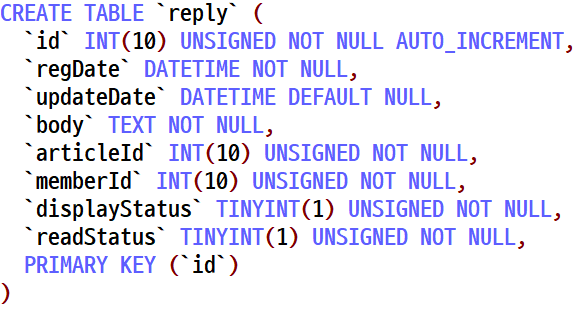 CREATE TABLE `reply` (
  `id` INT(10) UNSIGNED NOT NULL AUTO_INCREMENT,
  `regDate` DATETIME NOT NULL,
  `updateDate` DATETIME DEFAULT NULL,
  `body` TEXT NOT NULL,
  `articleId` INT(10) UNSIGNED NOT NULL,
  `memberId` INT(10) UNSIGNED NOT NULL,
  `displayStatus` TINYINT(1) UNSIGNED NOT NULL,
  `readStatus` TINYINT(1) UNSIGNED NOT NULL,
  PRIMARY KEY (`id`)
)